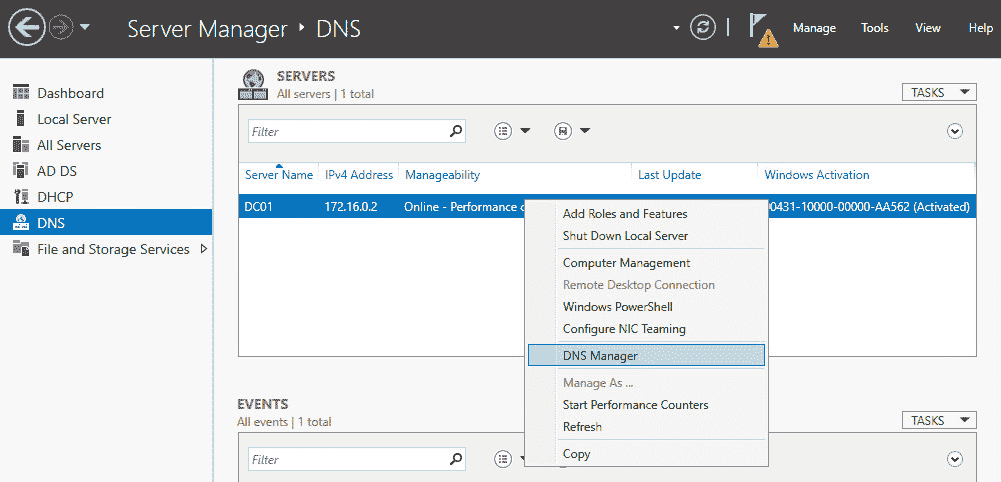 Server Manager ‣ DNS
Manage Tools View Help
Dashboard
Local Server
All Servers
AD DS
DHCP
DNS
File and Storage Services
SERVERS
All servers | 1 total
TASKS
Filter
Server Name IPv4 Address Manageability Last Update Windows Activation
DC01 172.16.0.2 Online - Performance 0431-10000-00000-AA562 (Activated)
Add Roles and Features
Shut Down Local Server
Computer Management
Remote Desktop Connection
Windows PowerShell
Configure NIC Teaming
DNS Manager
Manage As ...
Start Performance Counters
Refresh
Copy
EVENTS
All events | 1 total
TASKS
Filter